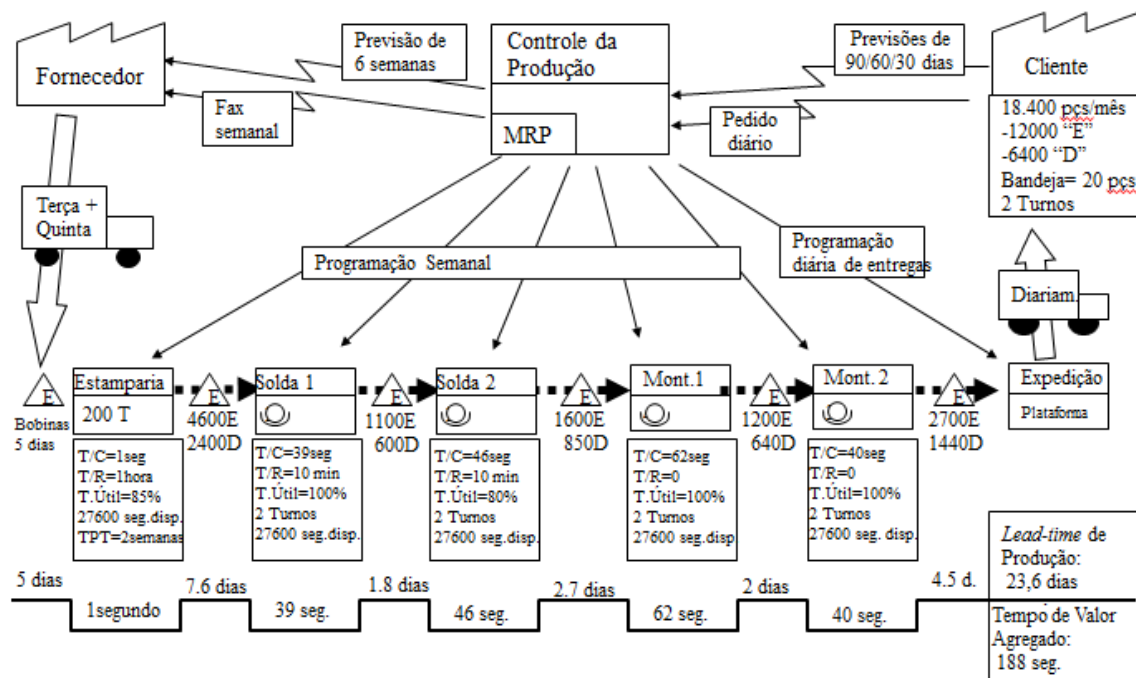 Fornecedor
Previsão de
6 semanas
Fax
semanal
Controle da
Produção
MRP
Previsões de
90/60/30 dias
Pedido
diário
Cliente
18.400 pçs/mês
-12000 “E”
-6400 “D”
Bandeja= 20 pçs
2 Turnos
Terça +
Quinta
Programação Semanal
Programação
diária de entregas
Diariam.
E
Bobinas
5 dias
Estamparia
200 T
T/C=1seg
T/R=1hora
T.Útil=85%
27600 seg.disp.
TPT=2semanas
E
4600E
2400D
Solda 1
T/C=39seg
T/R=10 min
T.Útil=100%
2 Turnos
27600 seg.disp.
E
1100E
600D
Solda 2
T/C=46seg
T/R=10 min
T.Útil=80%
2 Turnos
27600 seg.disp.
E
1600E
850D
Mont.1
T/C=62seg
T/R=0
T.Útil=100%
2 Turnos
27600 seg.disp.
E
1200E
640D
Mont.2
T/C=40seg
T/R=0
T.Útil=100%
2 Turnos
27600 seg.disp.
E
2700E
1440D
Expedição
Plataforma
5 dias
1segundo
7.6 dias
39 seg.
1.8 dias
46 seg.
2.7 dias
62 seg.
2 dias
40 seg.
4.5 d.
Lead-time de
Produção:
23,6 dias
Tempo de Valor
Agregado:
188 seg.